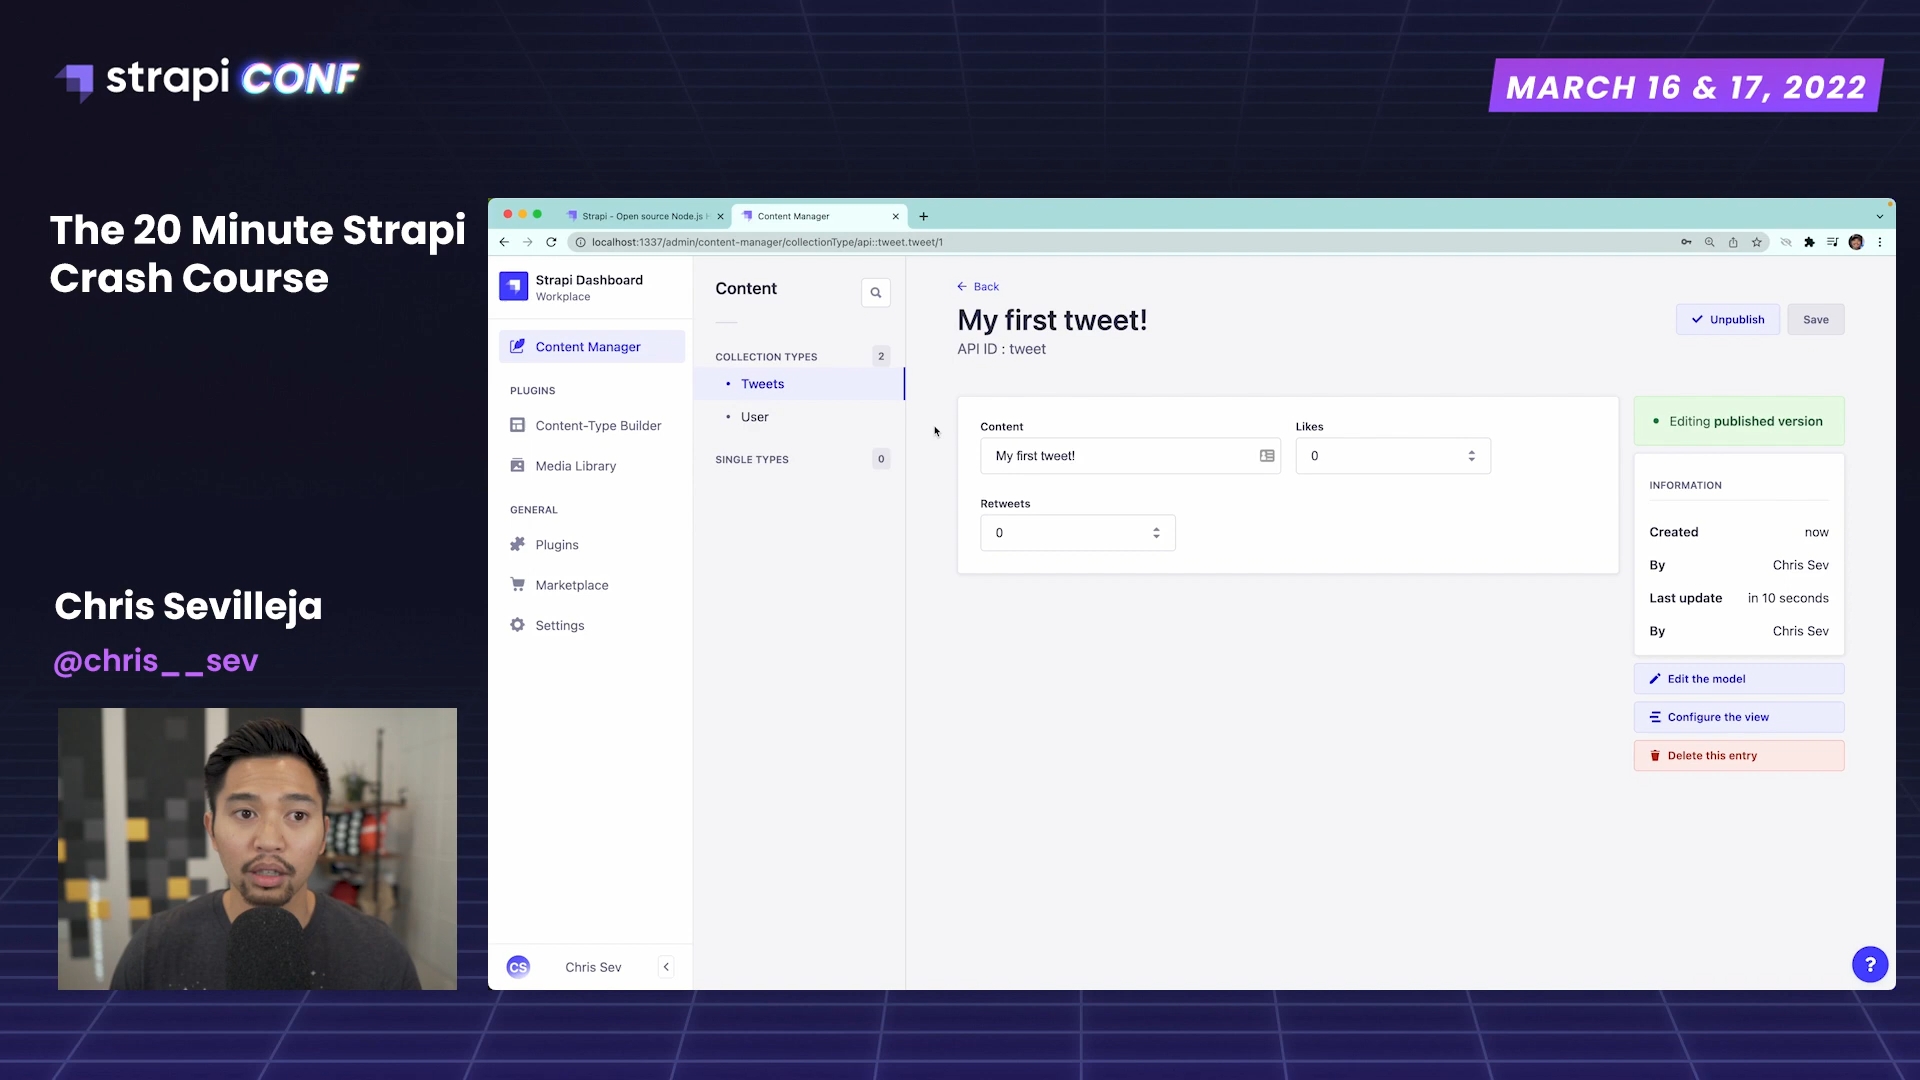 strapi CONF
MARCH 16 & 17, 2022
The 20 Minute Strapi
Crash Course
Chris Sevilleja
@chris__sev
Strapi - Open source Node.js
Content Manager
localhost:1337/admin/content-manager/collectionType/api::tweet.tweet/1
Strapi Dashboard
Workplace
Content Manager
PLUGINS
Content-Type Builder
Media Library
GENERAL
Plugins
Marketplace
Settings
CS
Chris Sev
Content
COLLECTION TYPES 2
Tweets
User
SINGLE TYPES 0
Back
My first tweet!
API ID : tweet
Unpublish
Save
Content
My first tweet!
Likes
0
Retweets
0
Editing published version
INFORMATION
Created now
By Chris Sev
Last update in 10 seconds
By Chris Sev
Edit the model
Configure the view
Delete this entry
?